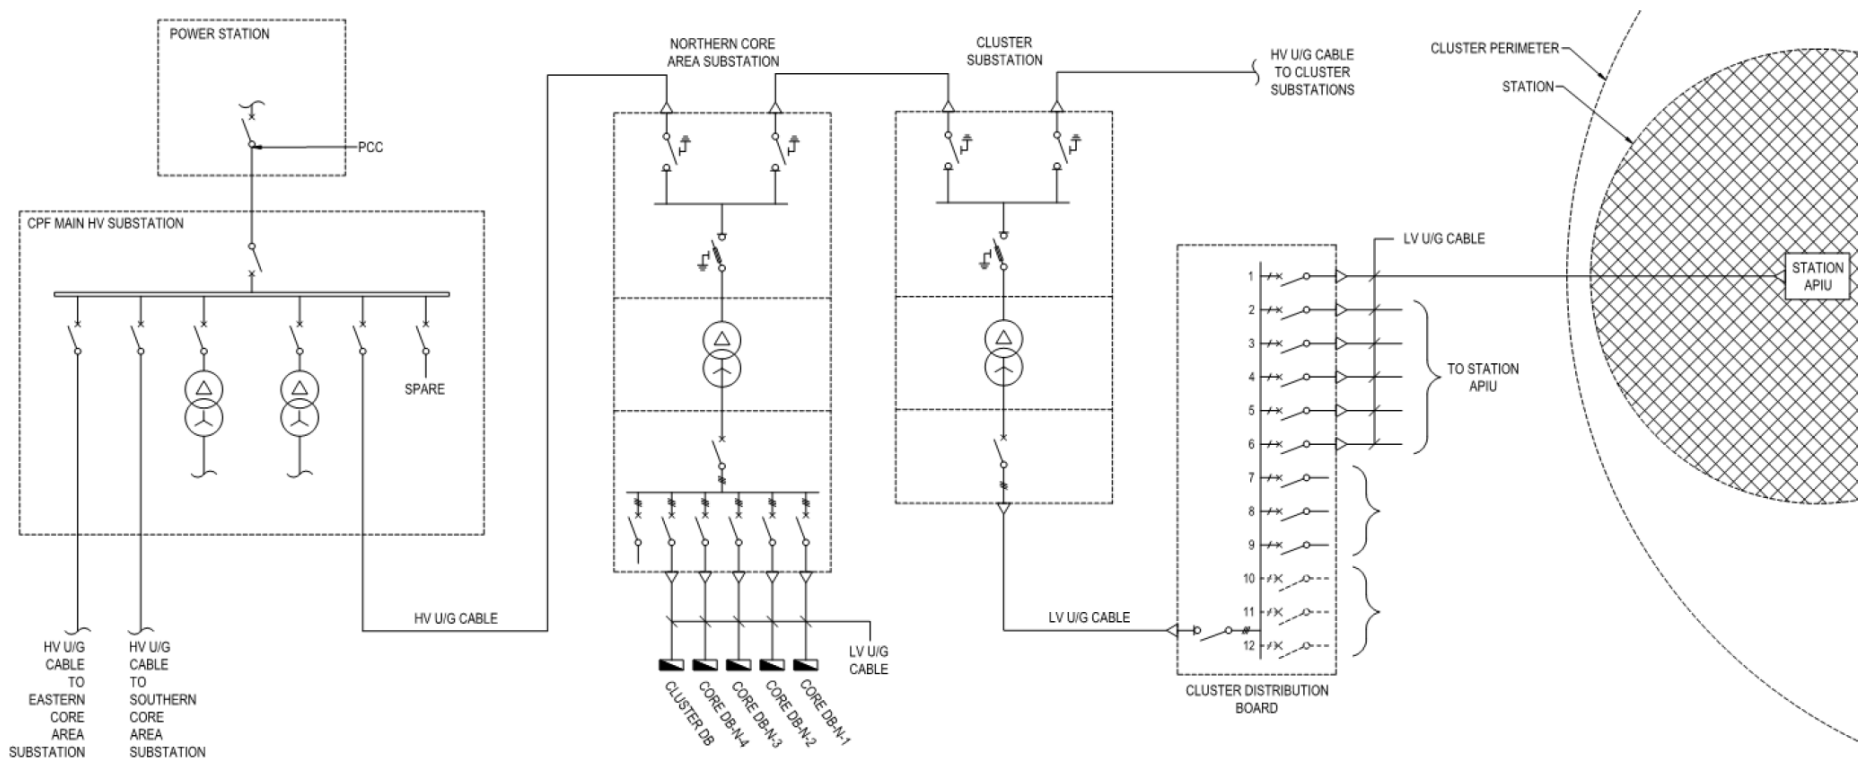 POWER STATION
PCC
CPF MAIN HV SUBSTATION
SPARE
HV U/G
CABLE
TO
EASTERN
CORE
AREA
SUBSTATION
HV U/G
CABLE
TO
SOUTHERN
CORE
AREA
SUBSTATION
HV U/G CABLE
NORTHERN CORE
AREA SUBSTATION
LV U/G
CABLE
CLUSTER DB
CORE DB-N-4
CORE DB-N-3
CORE DB-N-2
CORE DB-N-1
CLUSTER
SUBSTATION
HV U/G CABLE
TO CLUSTER
SUBSTATIONS
LV U/G CABLE
1
2
3
4
5
6
7
8
9
10
11
12
CLUSTER DISTRIBUTION
BOARD
LV U/G CABLE
TO STATION
APIU
CLUSTER PERIMETER
STATION
STATION
APIU